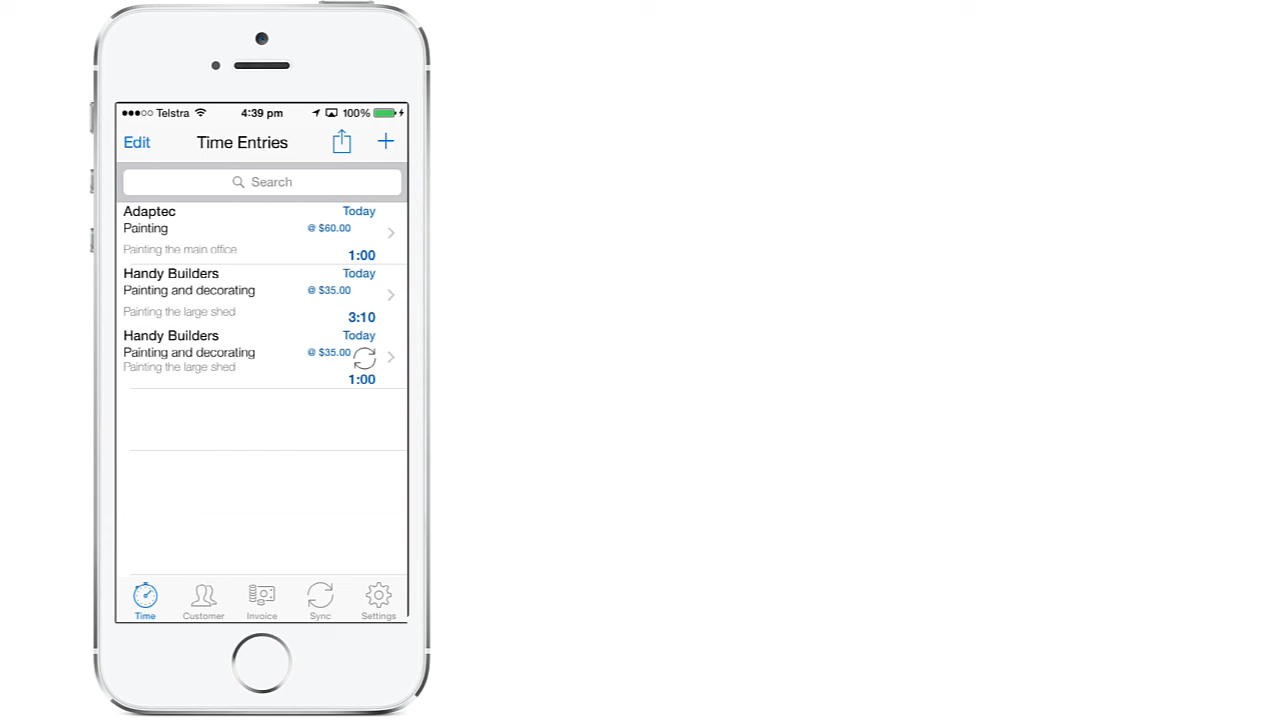 Telstra 4:39 pm 100%
Edit Time Entries +
Search
Adaptec Today
Painting @ $60.00
Painting the main office
1:00
Handy Builders Today
Painting and decorating @ $35.00
Painting the large shed
3:10
Handy Builders Today
Painting and decorating @ $35.00
Painting the large shed
1:00
Time Customer Invoice Sync Settings